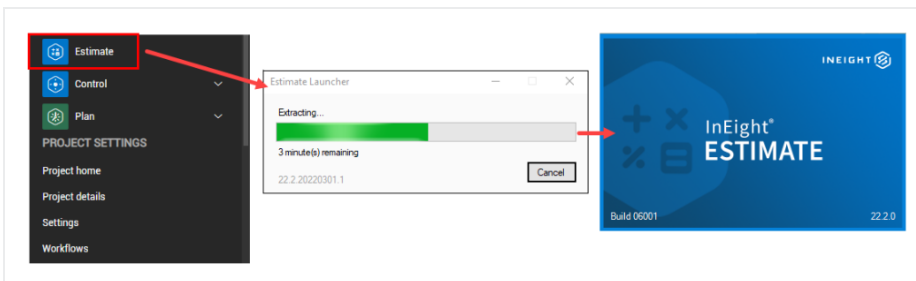 Estimate
Control
Plan
PROJECT SETTINGS
Project home
Project details
Settings
Workflows
Estimate Launcher
Extracting...
3 minute(s) remaining
Cancel
22.2.20220301.1
INEIGHT
InEight®
ESTIMATE
Build 06001
22.2.0